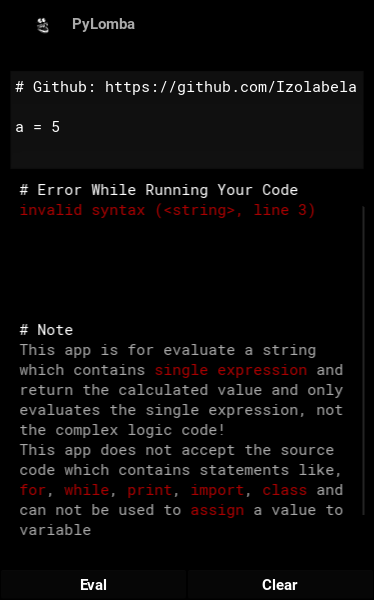 PyLomba
# Github: https://github.com/Izolabela
a = 5
# Error While Running Your Code
invalid syntax (<string>, line 3)
# Note
This app is for evaluate a string
which contains single expression and
return the calculated value and only
evaluates the single expression, not
the complex logic code!
This app does not accept the source
code which contains statements like,
for, while, print, import, class and
can not be used to assign a value to
variable
Eval Clear